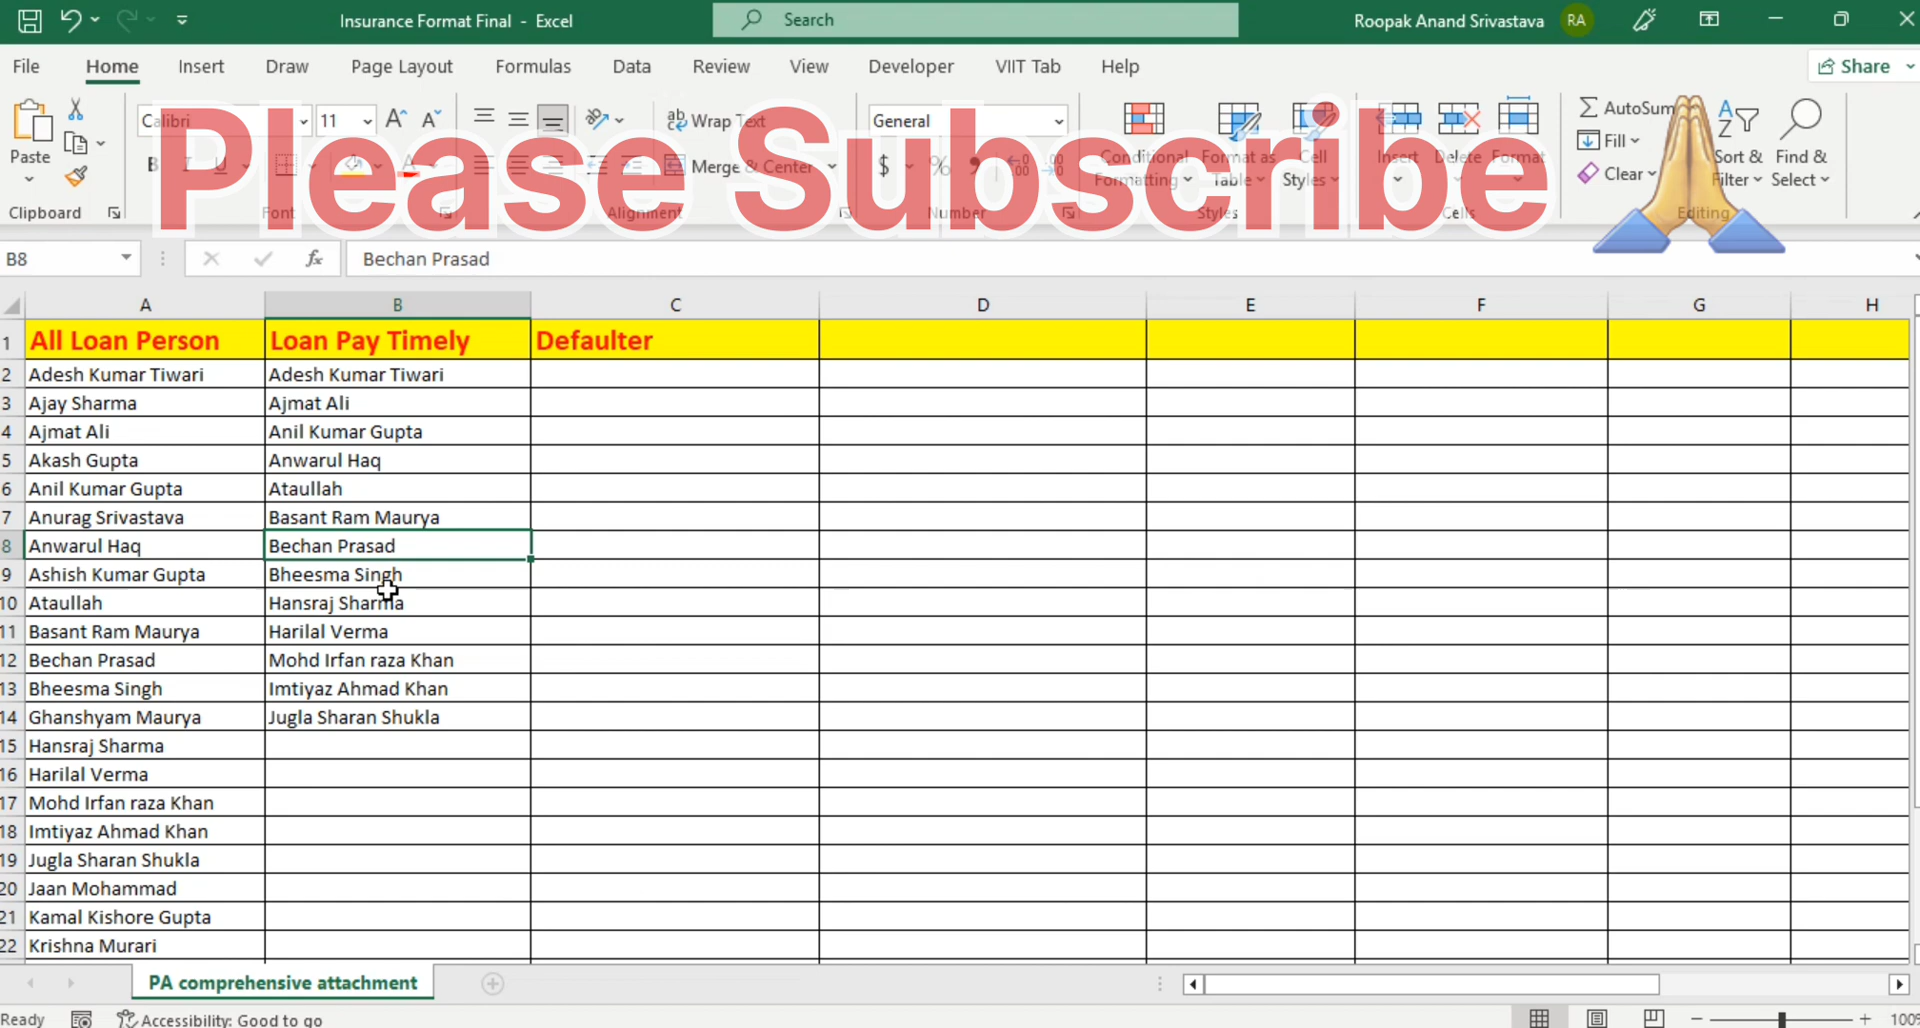 Insurance Format Final - Excel
Search
Roopak Anand Srivastava
RA
File Home Insert Draw Page Layout Formulas Data Review View Developer VIIT Tab Help
Share
Please Subscribe
Paste
Clipboard
Calibri 11
B I U
Font
Wrap Text
Merge & Center
Alignment
General
$ %
Number
Conditional Formatting
Format as Table
Cell Styles
Styles
Insert Delete Format
Cells
AutoSum
Fill
Clear
Sort & Filter
Find & Select
Editing
B8
fx
Bechan Prasad
A B C D E F G H
1 All Loan Person Loan Pay Timely Defaulter
2 Adesh Kumar Tiwari Adesh Kumar Tiwari
3 Ajay Sharma Ajmat Ali
4 Ajmat Ali Anil Kumar Gupta
5 Akash Gupta Anwarul Haq
6 Anil Kumar Gupta Ataullah
7 Anurag Srivastava Basant Ram Maurya
8 Anwarul Haq Bechan Prasad
9 Ashish Kumar Gupta Bheesma Singh
10 Ataullah Hansraj Sharma
11 Basant Ram Maurya Harilal Verma
12 Bechan Prasad Mohd Irfan raza Khan
13 Bheesma Singh Imtiyaz Ahmad Khan
14 Ghanshyam Maurya Jugla Sharan Shukla
15 Hansraj Sharma
16 Harilal Verma
17 Mohd Irfan raza Khan
18 Imtiyaz Ahmad Khan
19 Jugla Sharan Shukla
20 Jaan Mohammad
21 Kamal Kishore Gupta
22 Krishna Murari
PA comprehensive attachment
Ready
Accessibility: Good to go
100%